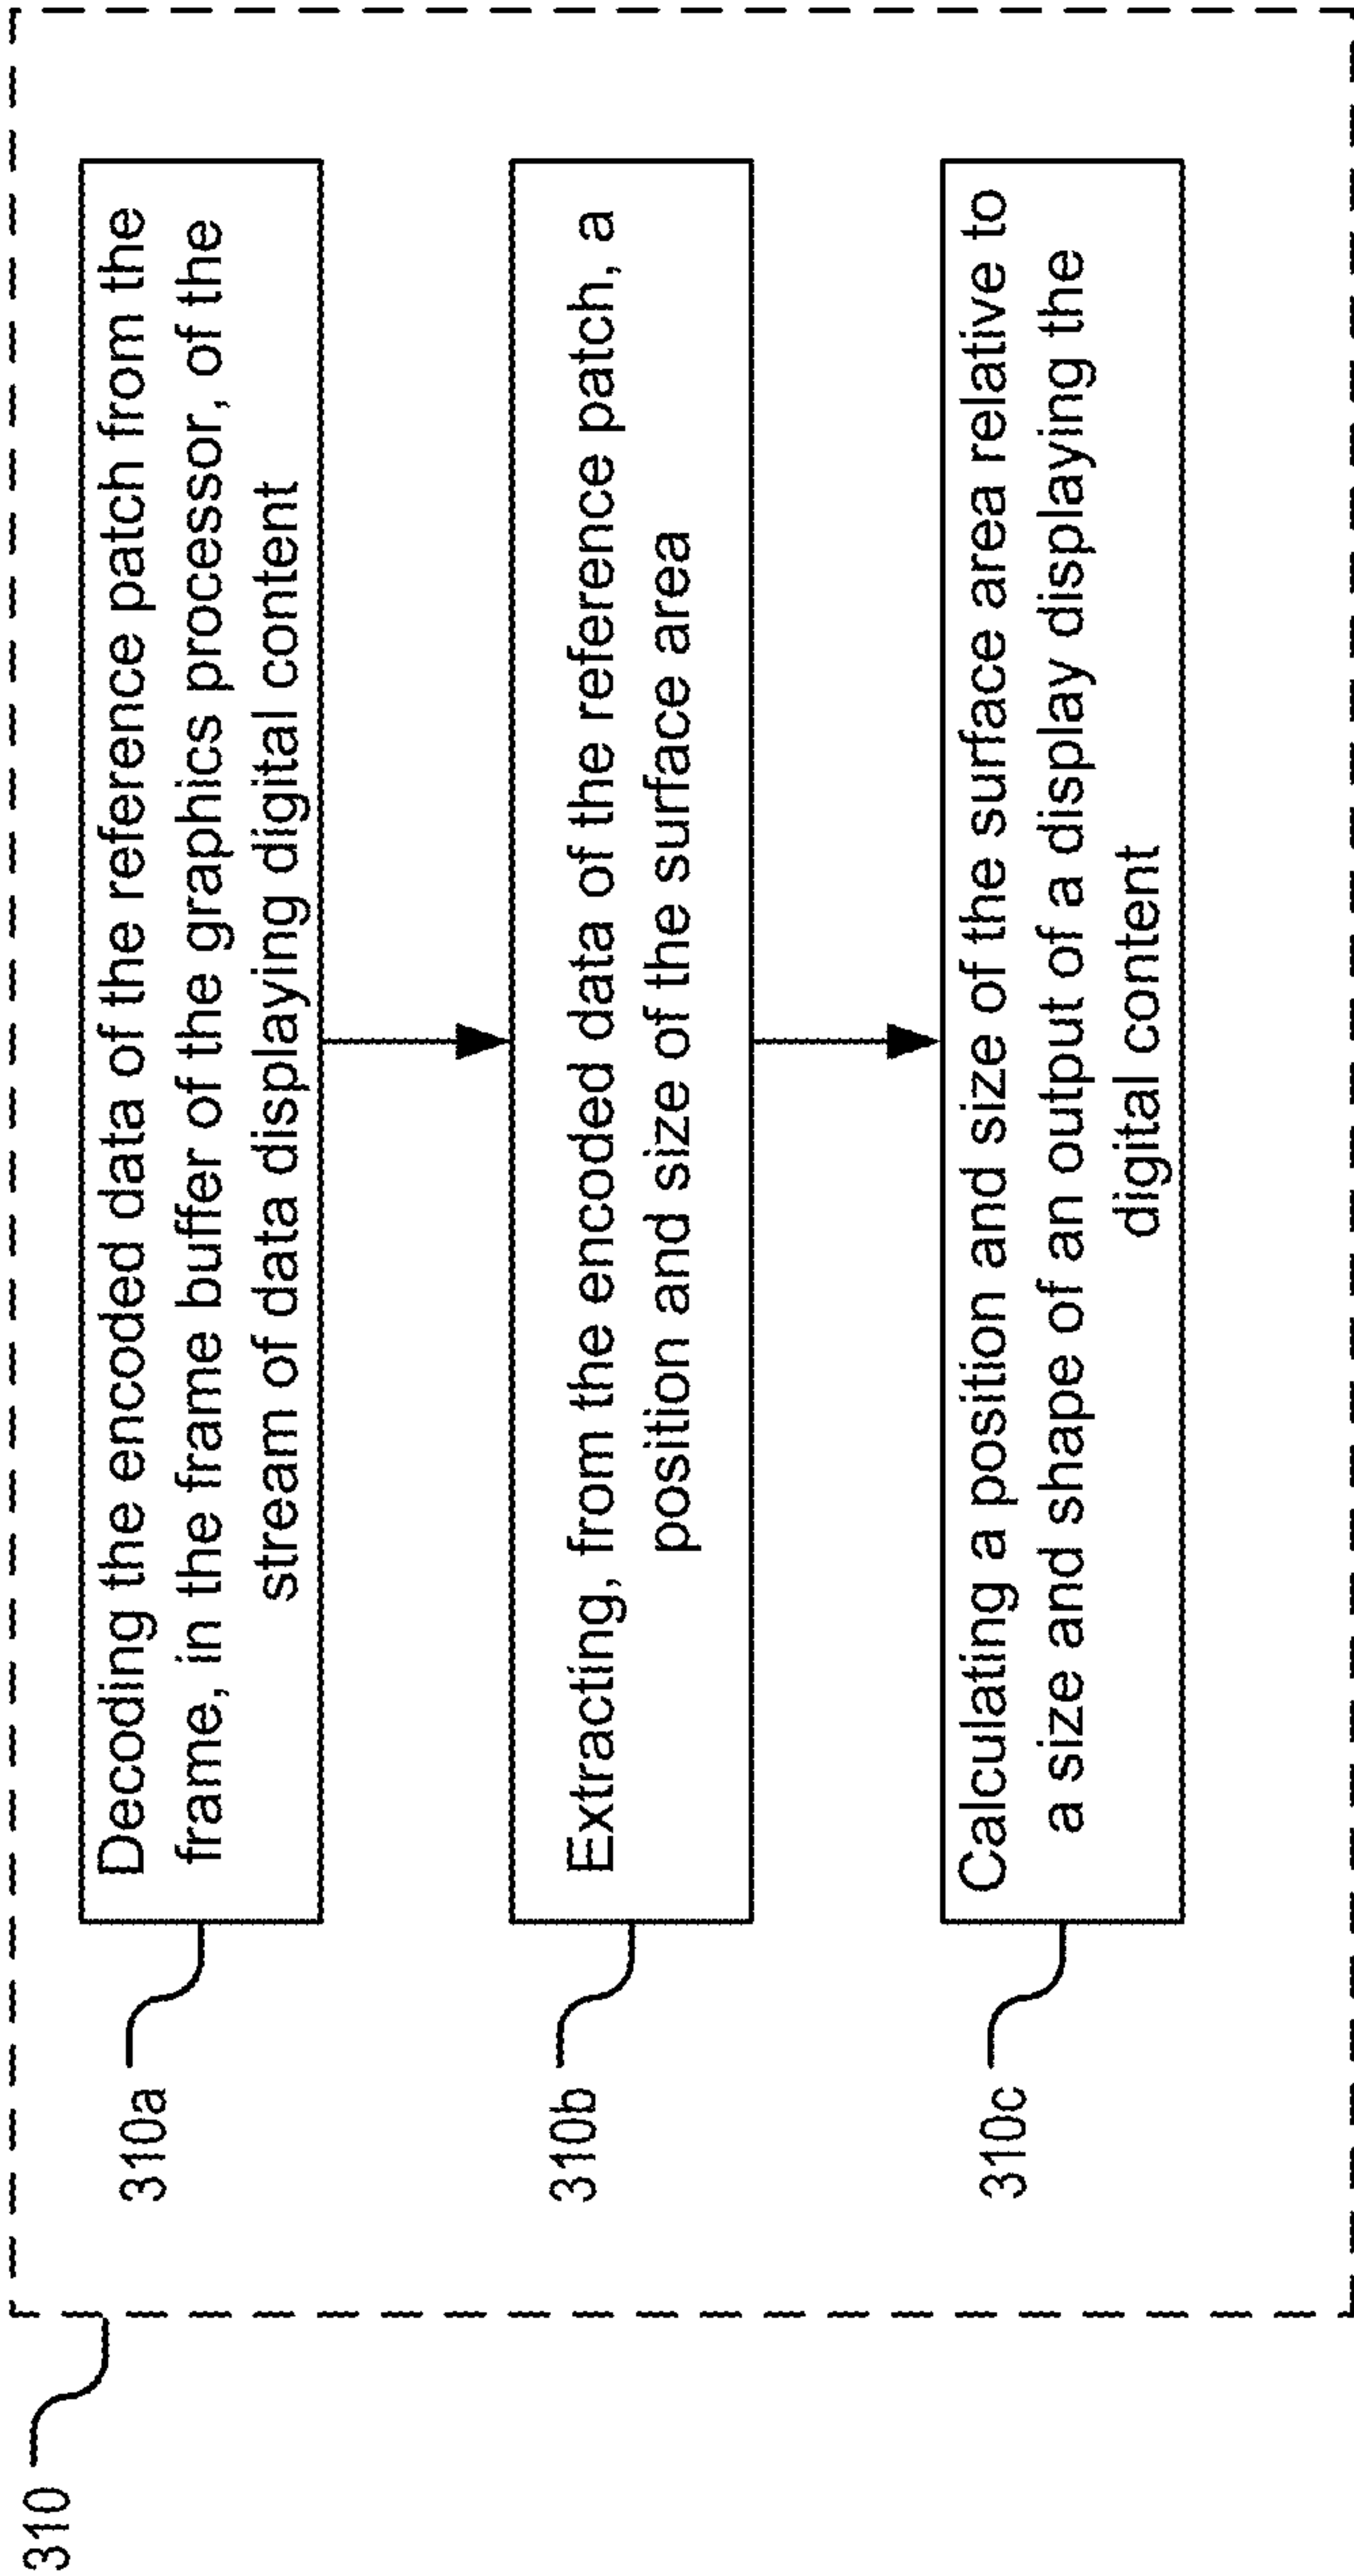 310
310a
Decoding the encoded data of the reference patch from the
frame, in the frame buffer of the graphics processor, of the
stream of data displaying digital content
310b
Extracting, from the encoded data of the reference patch, a
position and size of the surface area
310c
Calculating a position and size of the surface area relative to
a size and shape of an output of a display displaying the
digital content